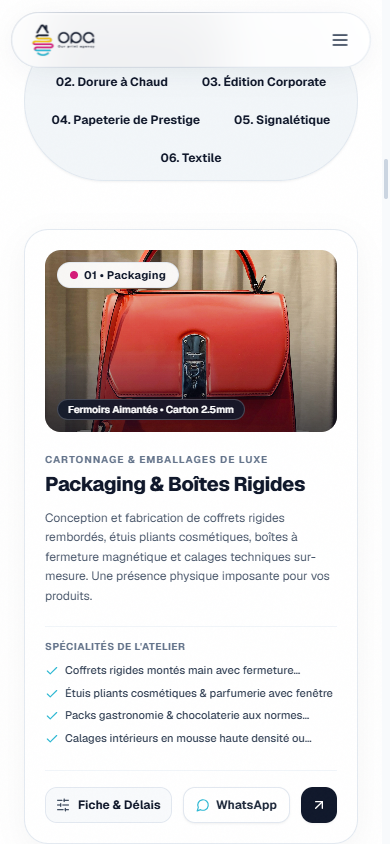 opa
02. Dorure à Chaud
03. Édition Corporate
04. Papeterie de Prestige
05. Signalétique
06. Textile
01 • Packaging
Fermoirs Aimantés • Carton 2.5mm
CARTONNAGE & EMBALLAGES DE LUXE
Packaging & Boîtes Rigides
Conception et fabrication de coffrets rigides
rembordés, étuis pliants cosmétiques, boîtes à
fermeture magnétique et calages techniques sur-
mesure. Une présence physique imposante pour vos
produits.
SPÉCIALITÉS DE L'ATELIER
Coffrets rigides montés main avec fermeture…
Étuis pliants cosmétiques & parfumerie avec fenêtre
Packs gastronomie & chocolaterie aux normes…
Calages intérieurs en mousse haute densité ou…
Fiche & Délais
WhatsApp